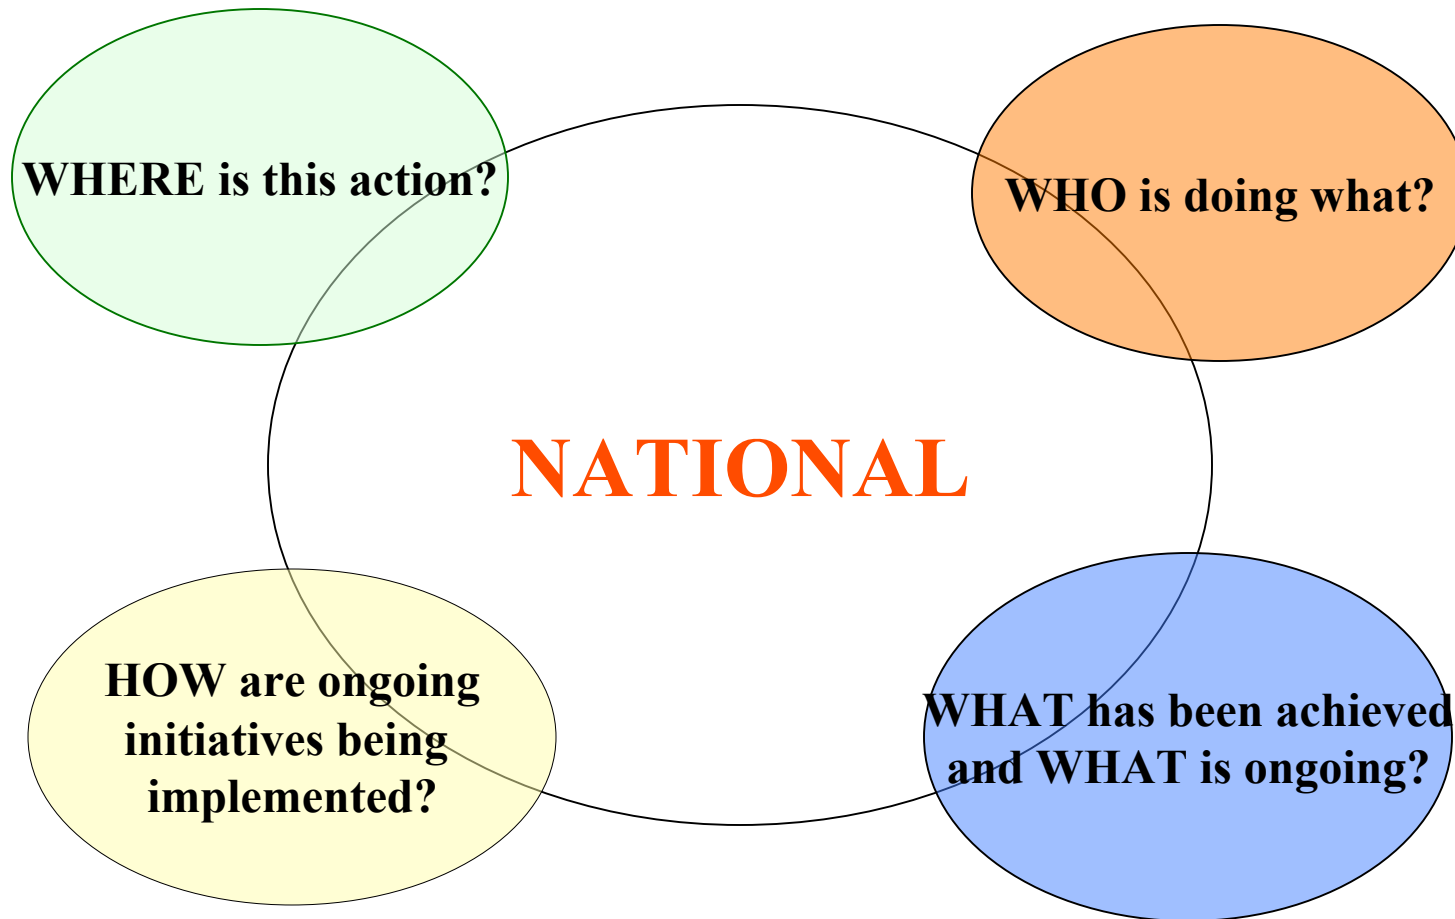 WHERE is this action?
WHO is doing what?
NATIONAL
HOW are ongoing
initiatives being
implemented?
WHAT has been achieved
and WHAT is ongoing?